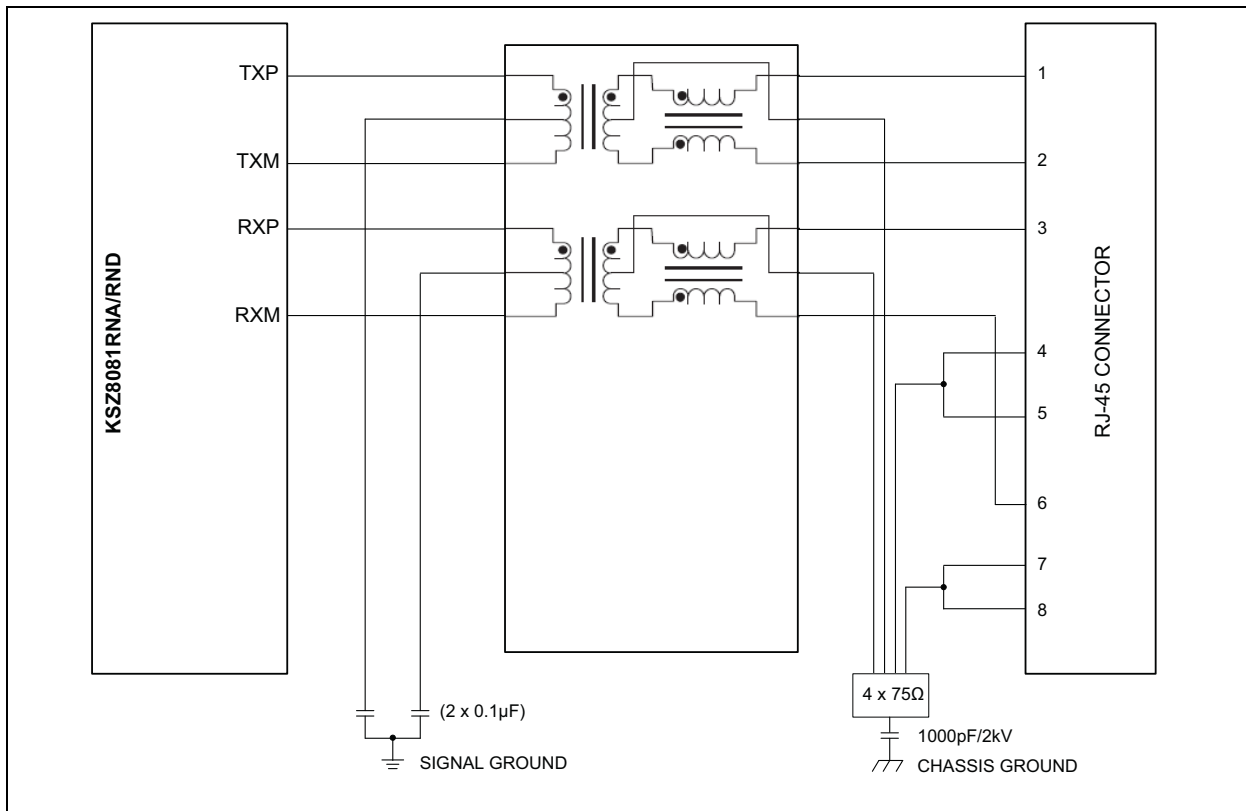 KSZ8081RNA/RND
TXP
TXM
RXP
RXM
1
2
3
4
5
6
7
8
RJ-45 CONNECTOR
(2 x 0.1µF)
SIGNAL GROUND
4 x 75Ω
1000pF/2kV
CHASSIS GROUND